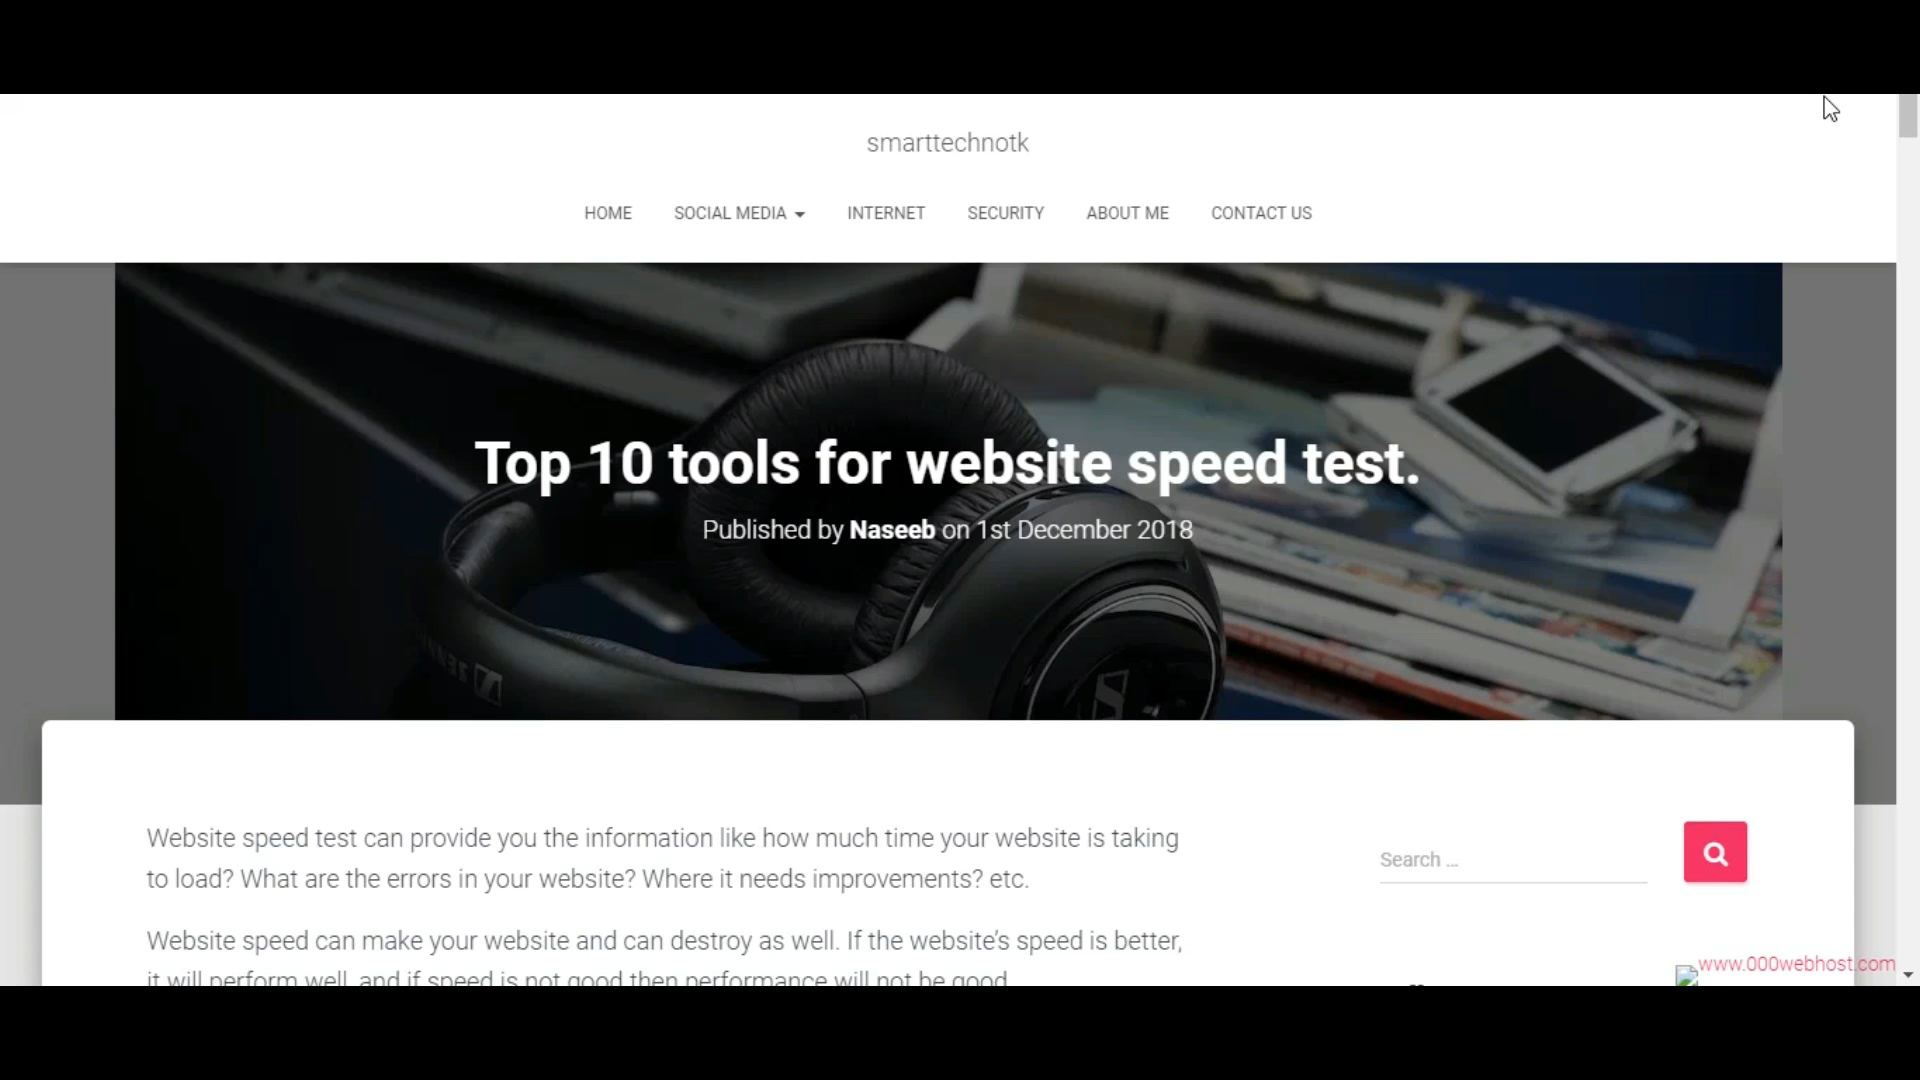 smarttechnotk
HOME SOCIAL MEDIA INTERNET SECURITY ABOUT ME CONTACT US
Top 10 tools for website speed test.
Published by Naseeb on 1st December 2018
Website speed test can provide you the information like how much time your website is taking
to load? What are the errors in your website? Where it needs improvements? etc.
Website speed can make your website and can destroy as well. If the website’s speed is better,
it will perform well, and if speed is not good then performance will not be good.
Search ...
www.000webhost.com